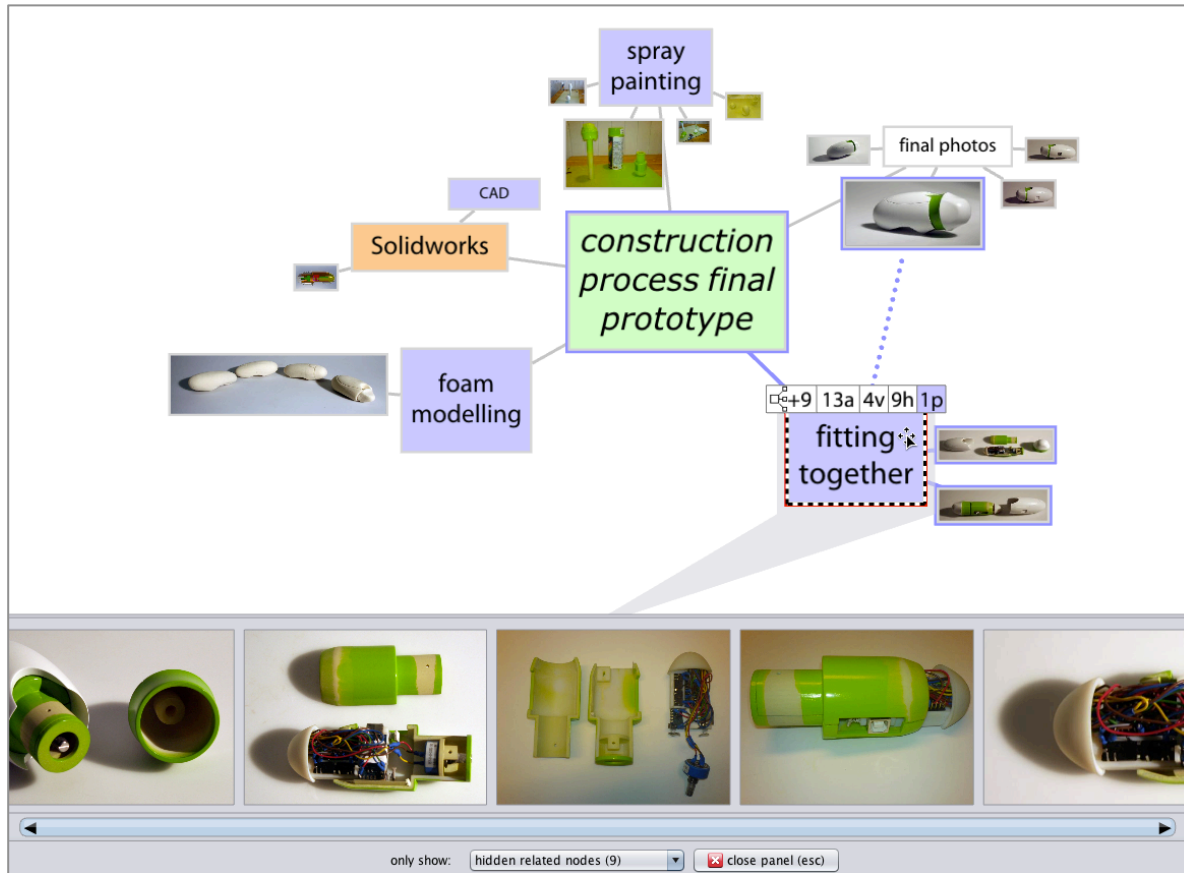 spray
painting
final photos
CAD
Solidworks
construction
process final
prototype
foam
modelling
+9 13a 4v 9h 1p
fitting
together
only show: hidden related nodes (9) close panel (esc)